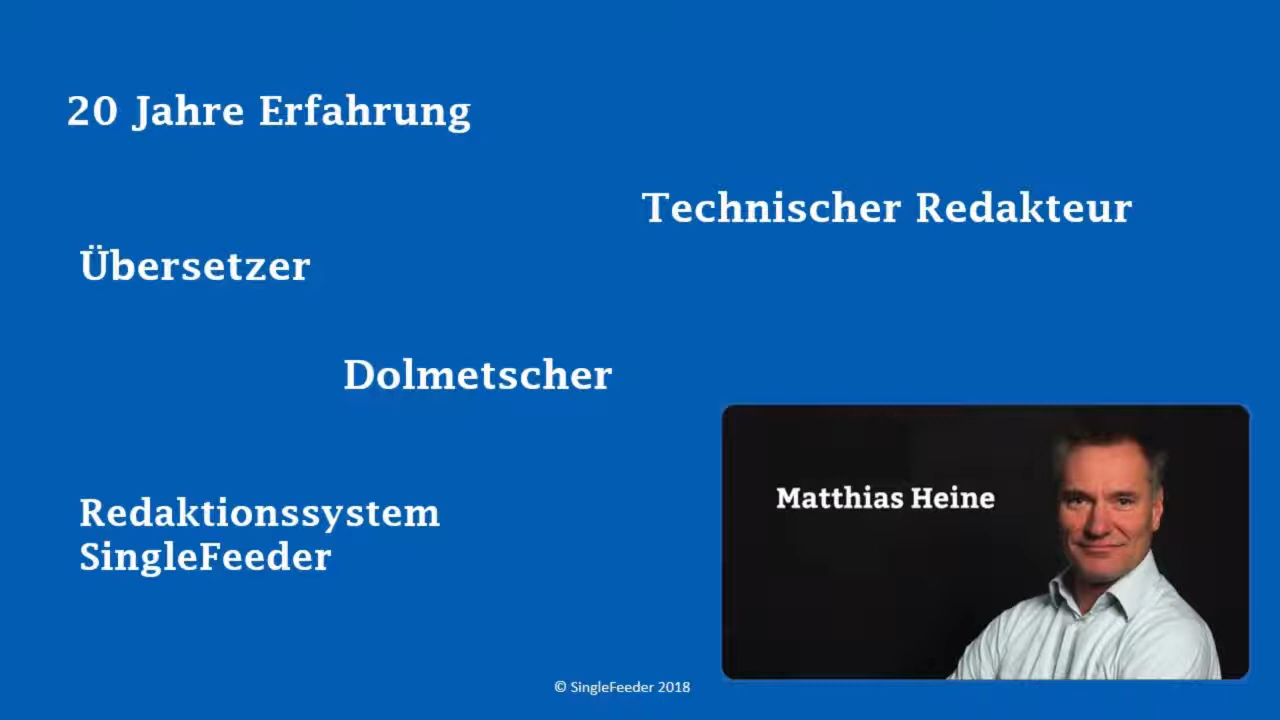 20 Jahre Erfahrung
Technischer Redakteur
Übersetzer
Dolmetscher
Redaktionssystem
SingleFeeder
Matthias Heine
© SingleFeeder 2018